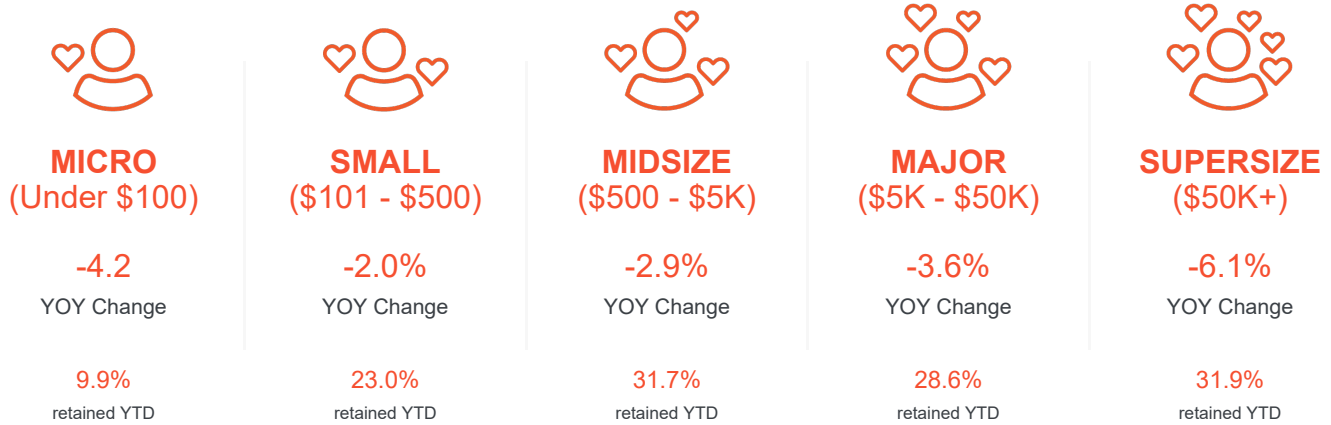 MICRO
(Under $100)
-4.2
YOY Change
9.9%
retained YTD
SMALL
($101 - $500)
-2.0%
YOY Change
23.0%
retained YTD
MIDSIZE
($500 - $5K)
-2.9%
YOY Change
31.7%
retained YTD
MAJOR
($5K - $50K)
-3.6%
YOY Change
28.6%
retained YTD
SUPERSIZE
($50K+)
-6.1%
YOY Change
31.9%
retained YTD